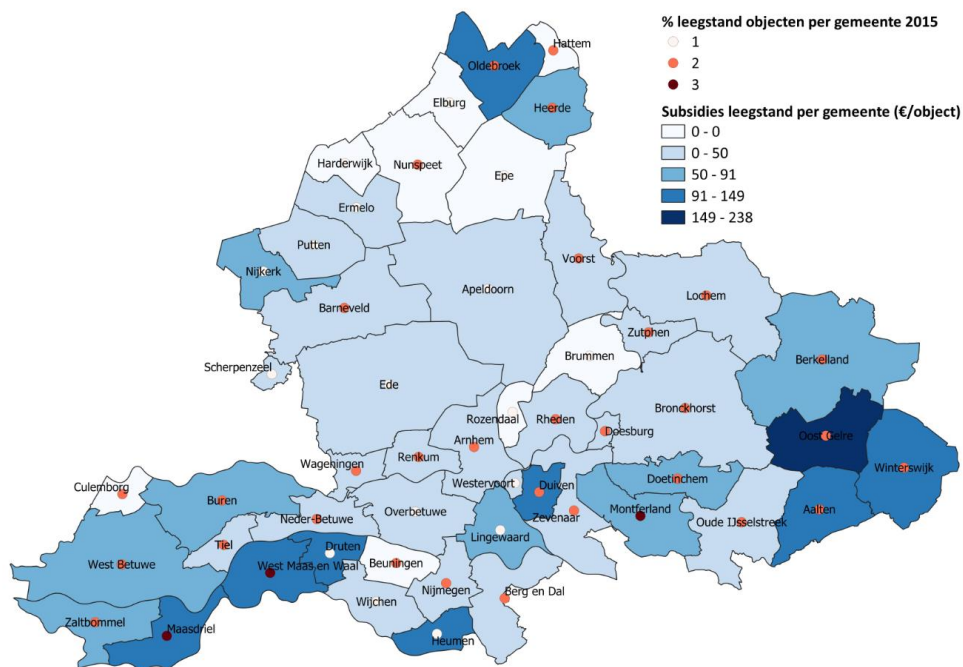 % leegstand objecten per gemeente 2015
1
2
3
Subsidies leegstand per gemeente (€/object)
0 - 0
0 - 50
50 - 91
91 - 149
149 - 238
Hattem
Oldebroek
Elburg
Heerde
Harderwijk
Nunspeet
Epe
Ermelo
Putten
Voorst
Nijkerk
Apeldoorn
Lochem
Barneveld
Zutphen
Brummen
Berkelland
Scherpenzeel
Ede
Bronckhorst
Rozendaal
Rheden
Doesburg
Oost Gelre
Arnhem
Renkum
Wageningen
Winterswijk
Culemborg
Westervoort
Duiven
Doetinchem
Buren
Overbetuwe
Montferland
Aalten
Neder-Betuwe
Zevenaar
Oude IJsselstreek
Lingewaard
Tiel
Druten
West Betuwe
West Maas en Waal
Beuningen
Nijmegen
Berg en Dal
Wijchen
Zaltbommel
Maasdriel
Heumen